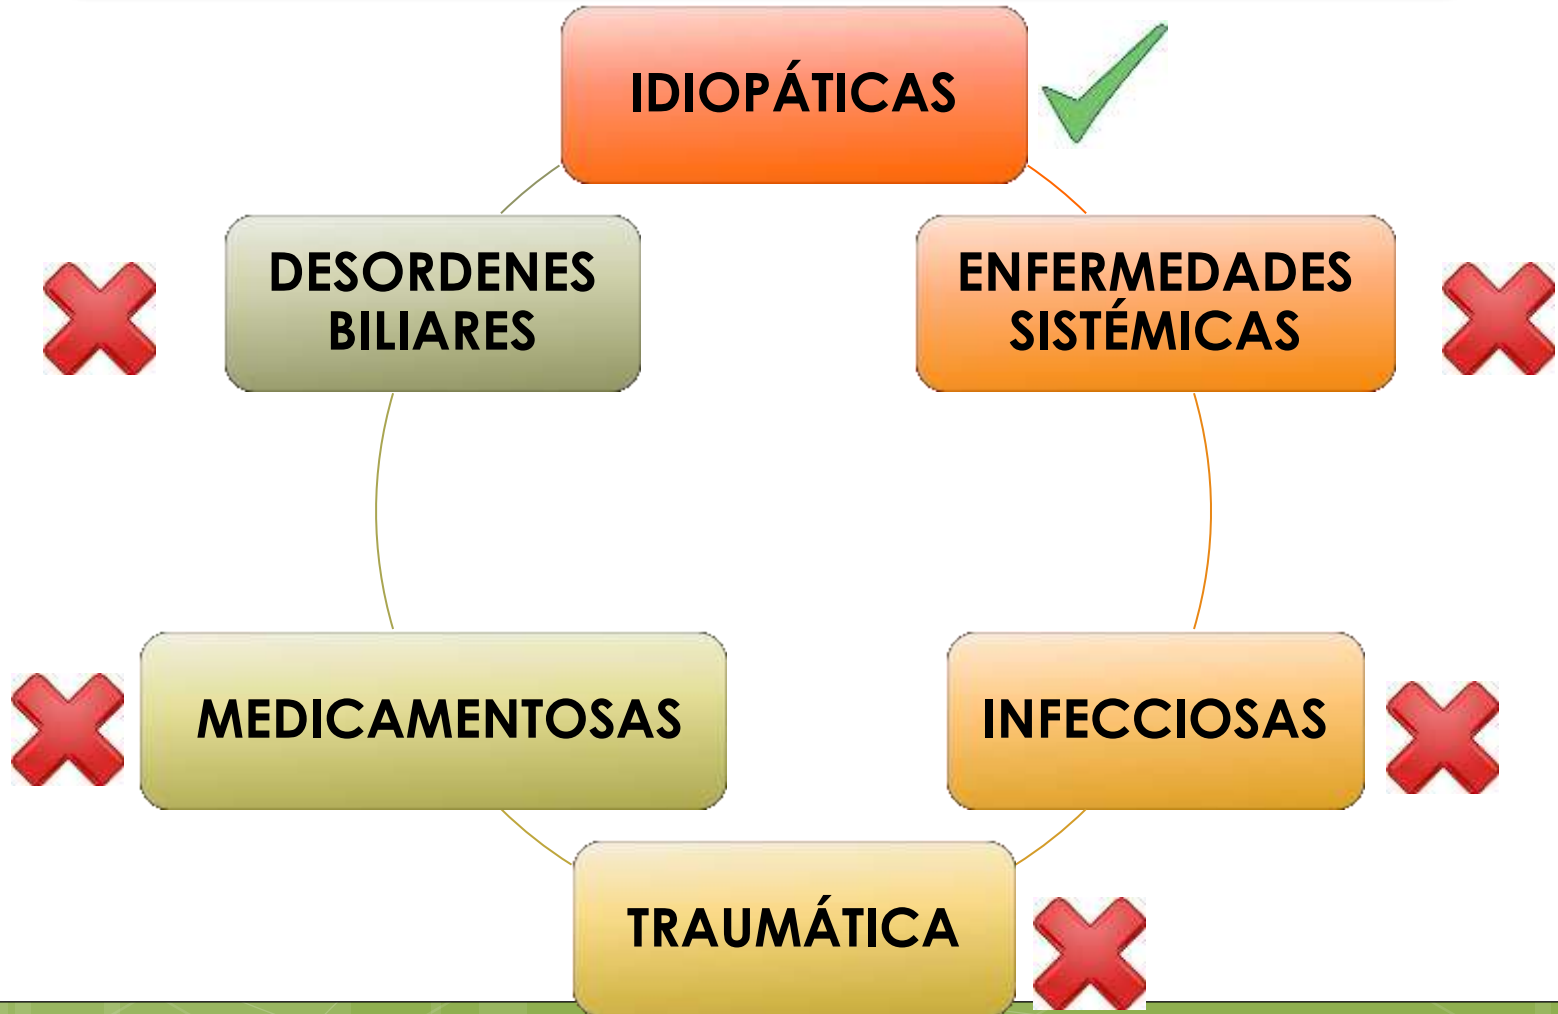 IDIOPÁTICAS
DESORDENES
BILIARES
ENFERMEDADES
SISTÉMICAS
MEDICAMENTOSAS
INFECCIOSAS
TRAUMÁTICA